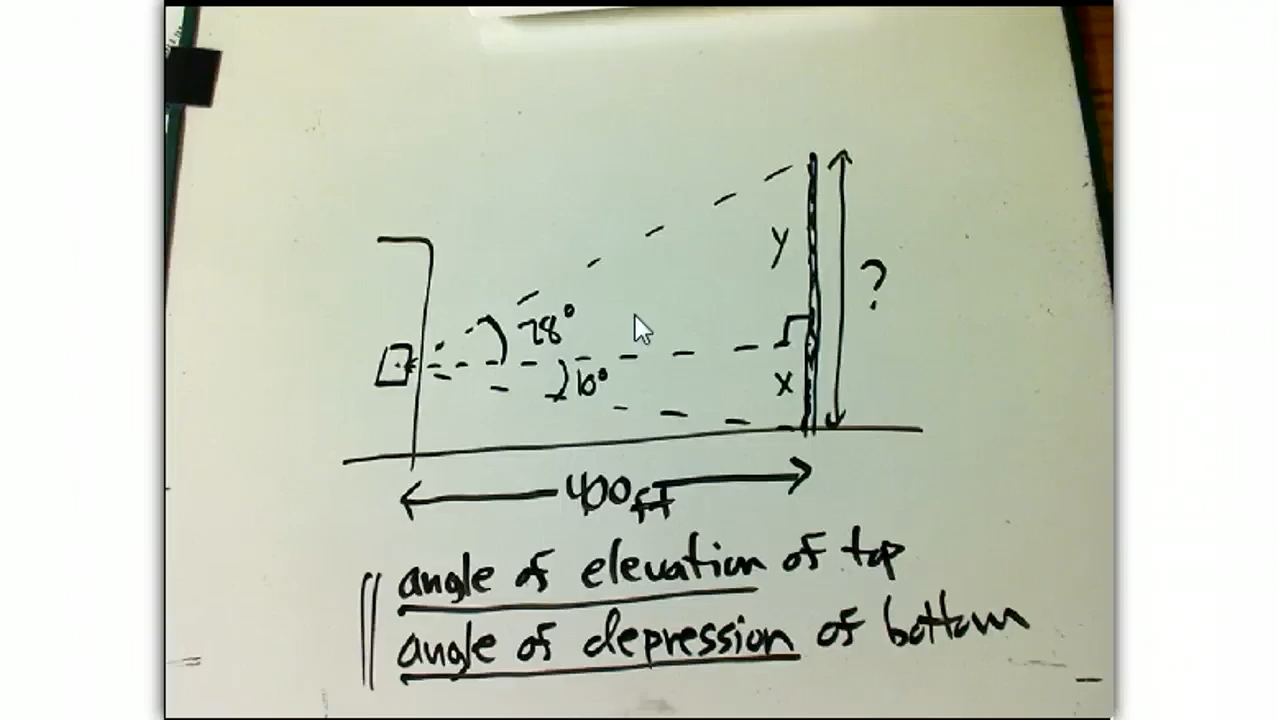 y
?
28°
10°
x
400ft
angle of elevation of top
angle of depression of bottom